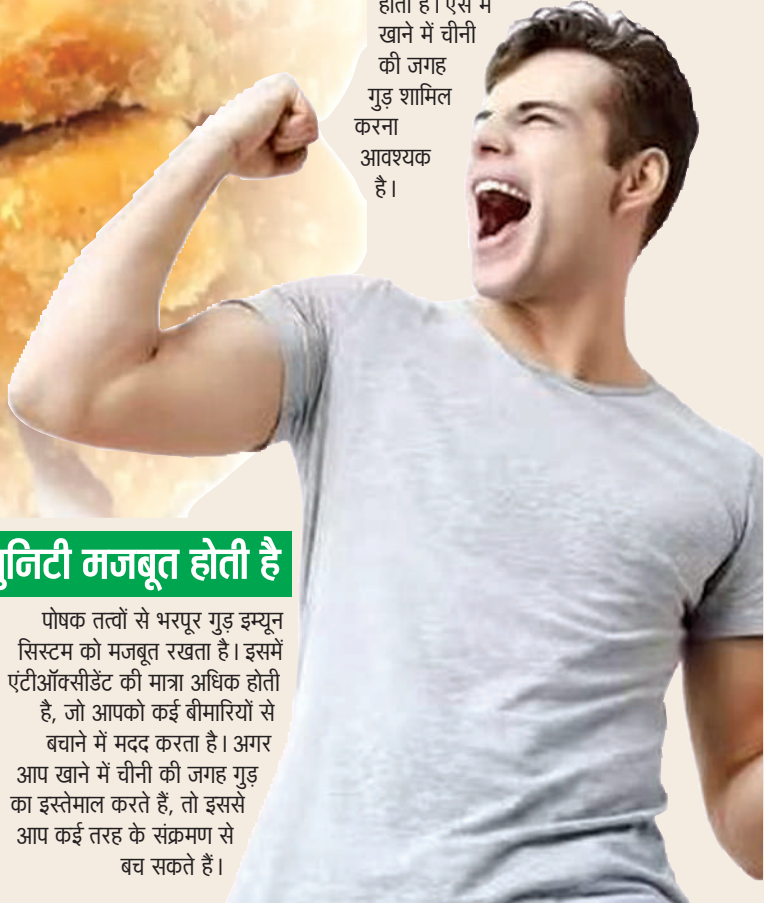 खाने में चीनी
की जगह
गुड़ शामिल
करना
आवश्यक
है।
मजबूत होती है
पोषक तत्वों से भरपूर गुड़ इम्यून
सिस्टम को मजबूत रखता है। इसमें
एंटीऑक्सीडेंट की मात्रा अधिक होती
है, जो आपको कई बीमारियों से
बचाने में मदद करता है। अगर
आप खाने में चीनी की जगह गुड़
का इस्तेमाल करते हैं, तो इससे
आप कई तरह के संक्रमण से
बच सकते हैं।